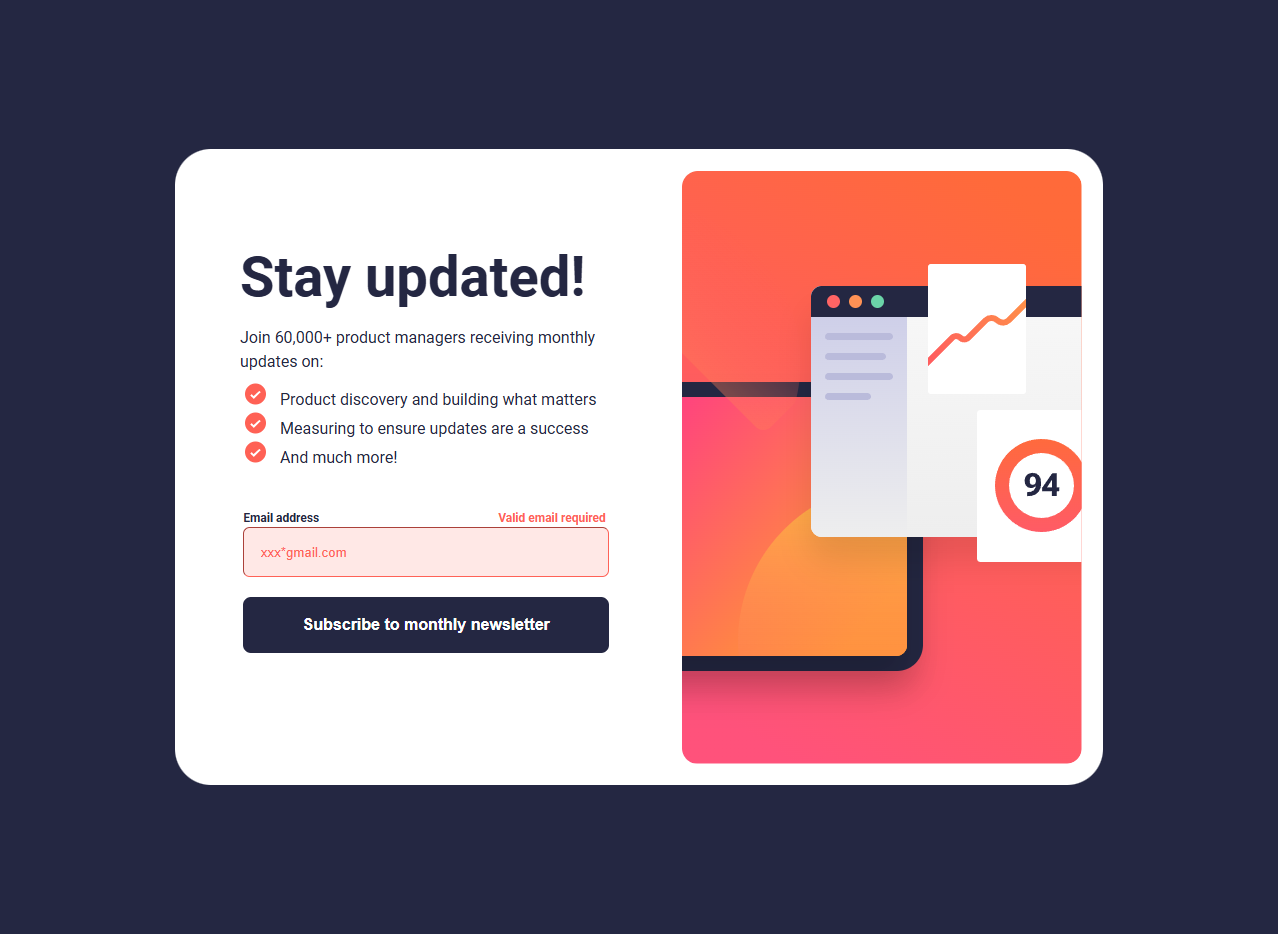 Stay updated!
Join 60,000+ product managers receiving monthly
updates on:
Product discovery and building what matters
Measuring to ensure updates are a success
And much more!
Email address
Valid email required
xxx*gmail.com
Subscribe to monthly newsletter
94